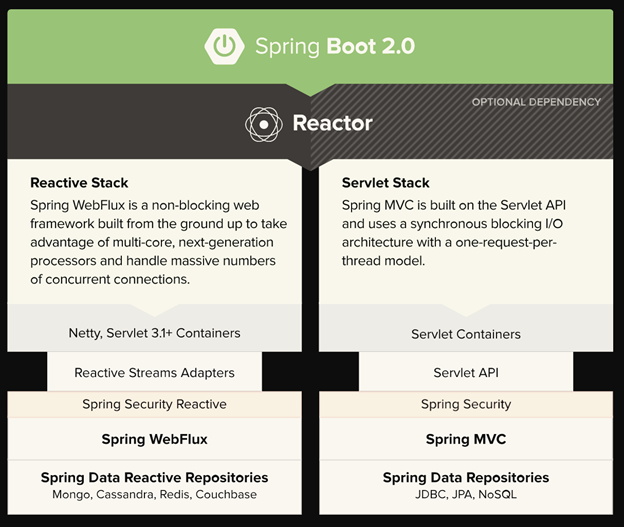 Spring Boot 2.0
OPTIONAL DEPENDENCY
Reactor
Reactive Stack
Spring WebFlux is a non-blocking web
framework built from the ground up to take
advantage of multi-core, next-generation
processors and handle massive numbers
of concurrent connections.
Netty, Servlet 3.1+ Containers
Reactive Streams Adapters
Spring Security Reactive
Spring WebFlux
Spring Data Reactive Repositories
Mongo, Cassandra, Redis, Couchbase
Servlet Stack
Spring MVC is built on the Servlet API
and uses a synchronous blocking I/O
architecture with a one-request-per-
thread model.
Servlet Containers
Servlet API
Spring Security
Spring MVC
Spring Data Repositories
JDBC, JPA, NoSQL